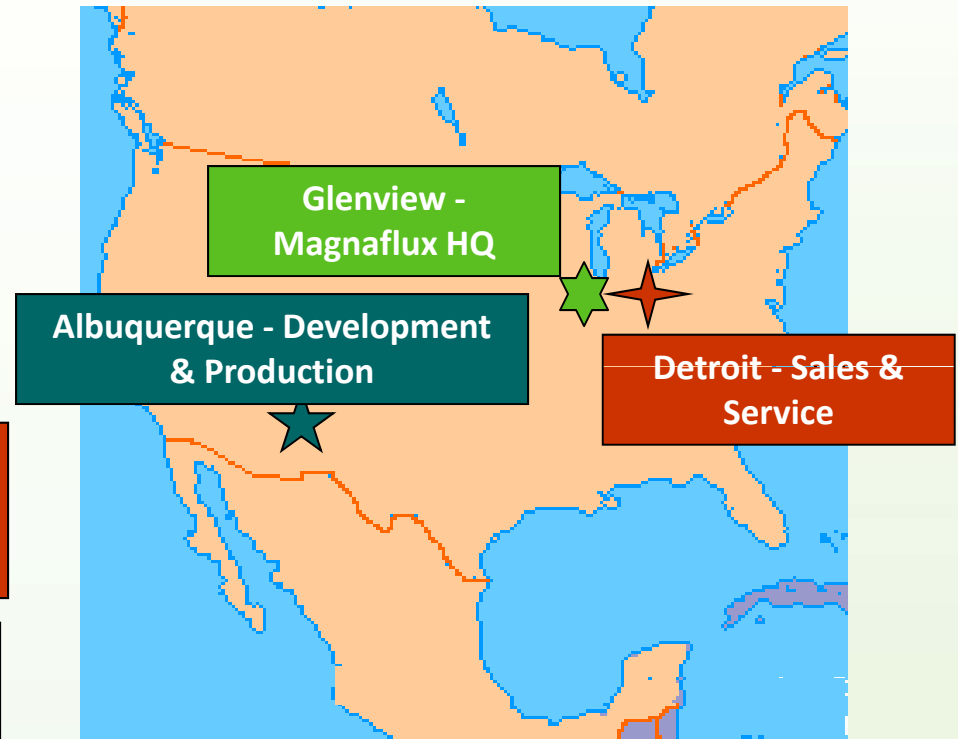 Glenview -
Magnaflux HQ
Albuquerque - Development
& Production
Detroit - Sales &
Service